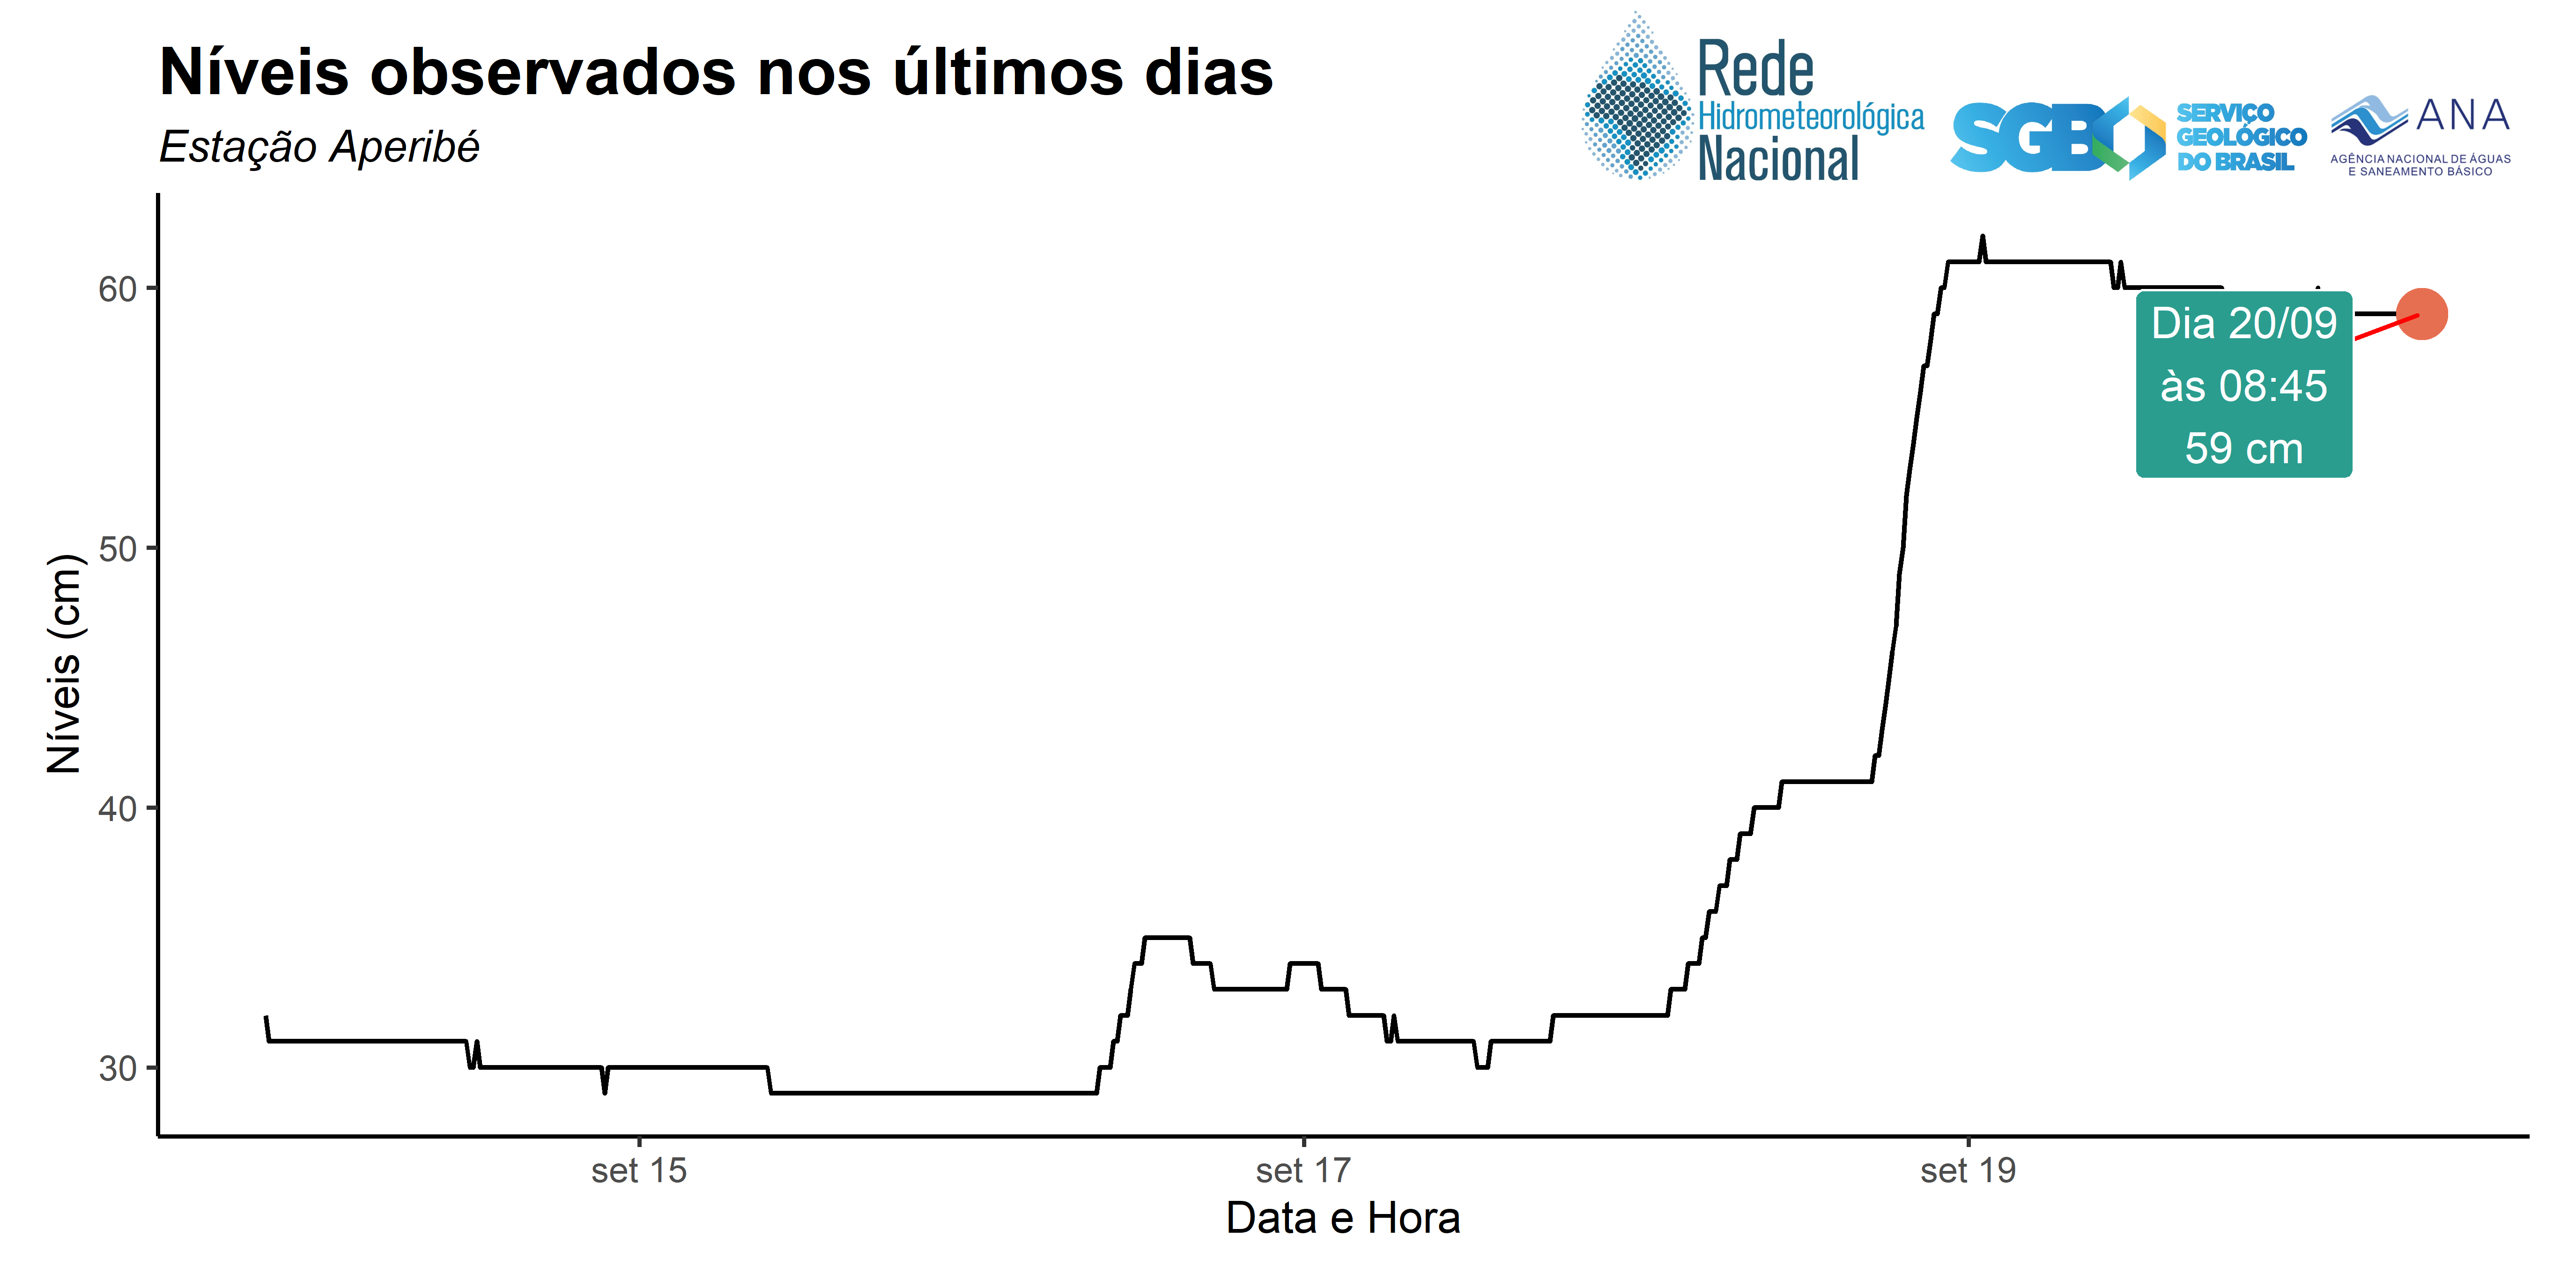 Níveis observados nos últimos dias
Estação Aperibé
Rede
Hidrometeorológica
Nacional
SGB
SERVIÇO
GEOLÓGICO
DO BRASIL
ANA
AGÊNCIA NACIONAL DE ÁGUAS
E SANEAMENTO BÁSICO
Níveis (cm)
60
50
40
30
Dia 20/09
às 08:45
59 cm
set 15
set 17
set 19
Data e Hora